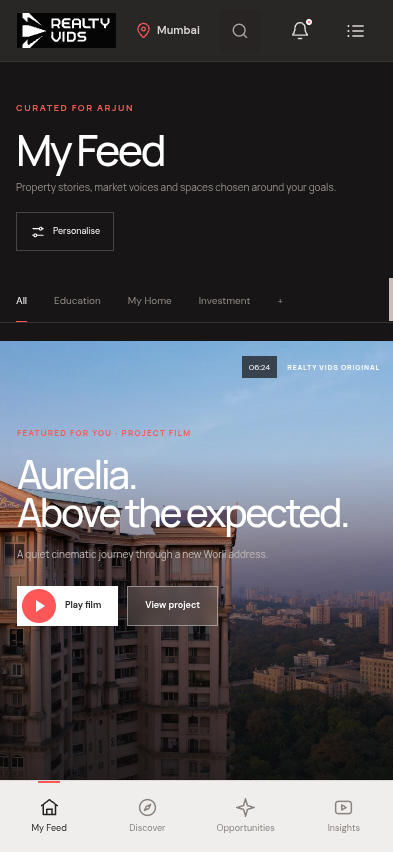 REALTY
VIDS
Mumbai
CURATED FOR ARJUN
My Feed
Property stories, market voices and spaces chosen around your goals.
Personalise
All Education My Home Investment +
06:24 REALTY VIDS ORIGINAL
FEATURED FOR YOU · PROJECT FILM
Aurelia.
Above the expected.
A quiet cinematic journey through a new Worli address.
Play film View project
My Feed Discover Opportunities Insights